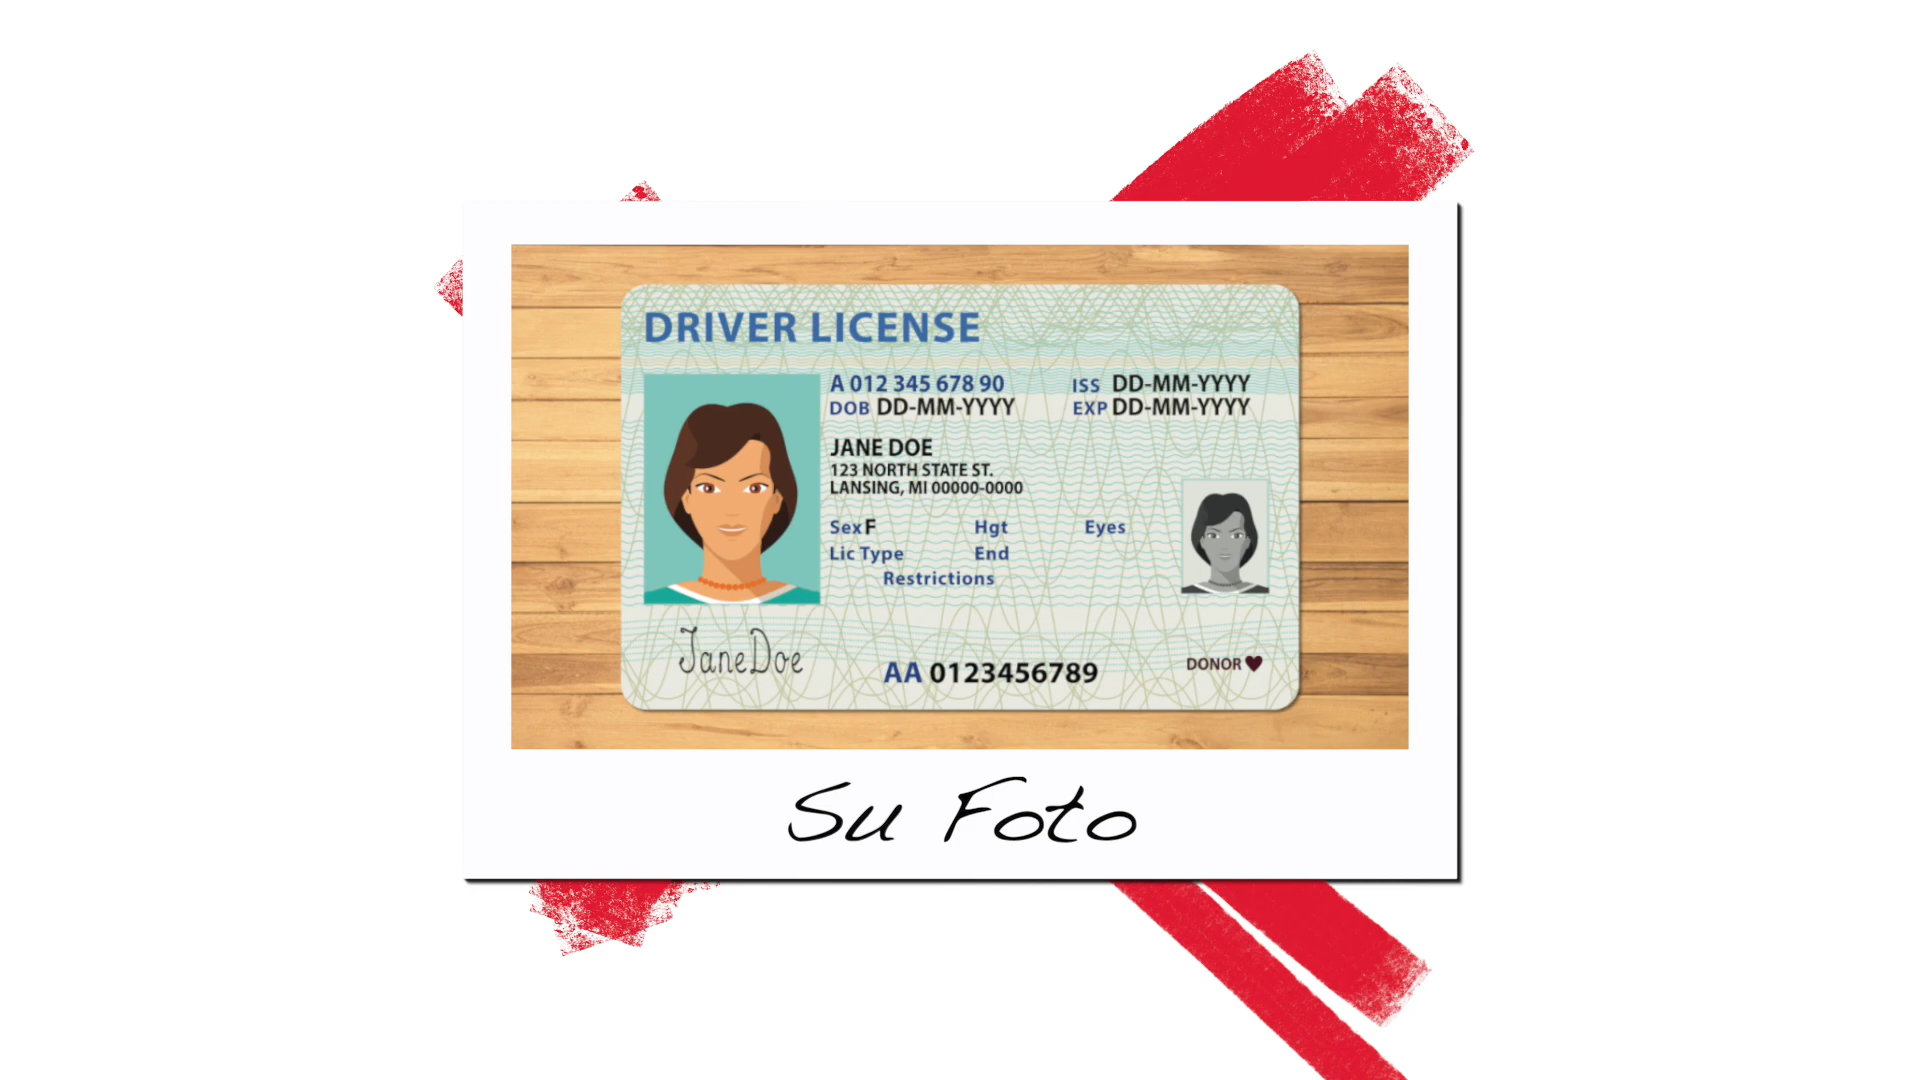 DRIVER LICENSE
A 012 345 678 90 ISS DD-MM-YYYY
DOB DD-MM-YYYY EXP DD-MM-YYYY
JANE DOE
123 NORTH STATE ST.
LANSING, MI 00000-0000
Sex F Hgt Eyes
Lic Type End
Restrictions
JaneDoe
AA 0123456789
DONOR
Su Foto